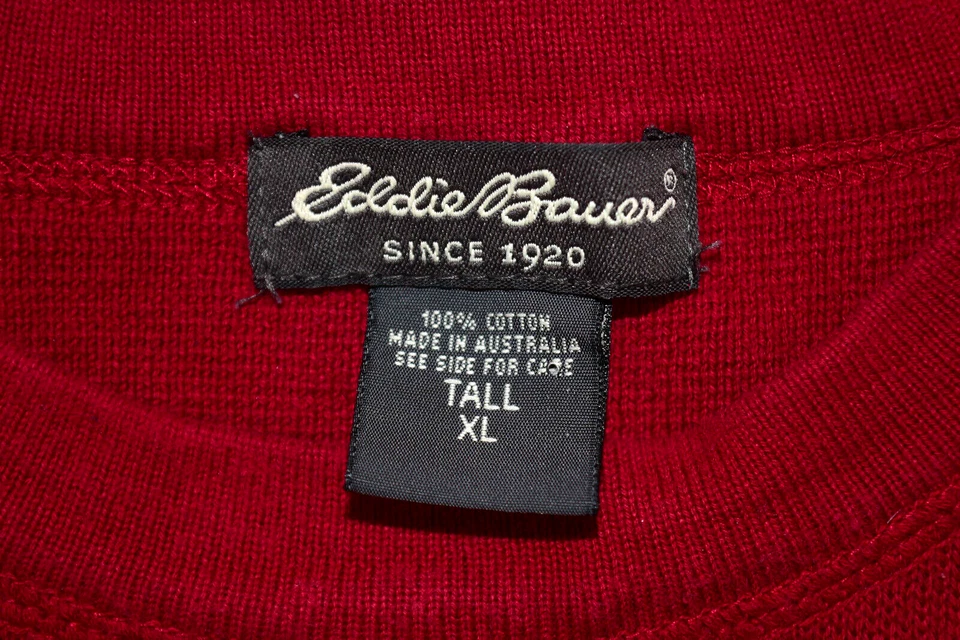 Eddie Bauer®
SINCE 1920
100% COTTON
MADE IN AUSTRALIA
SEE SIDE FOR CARE
TALL
XL